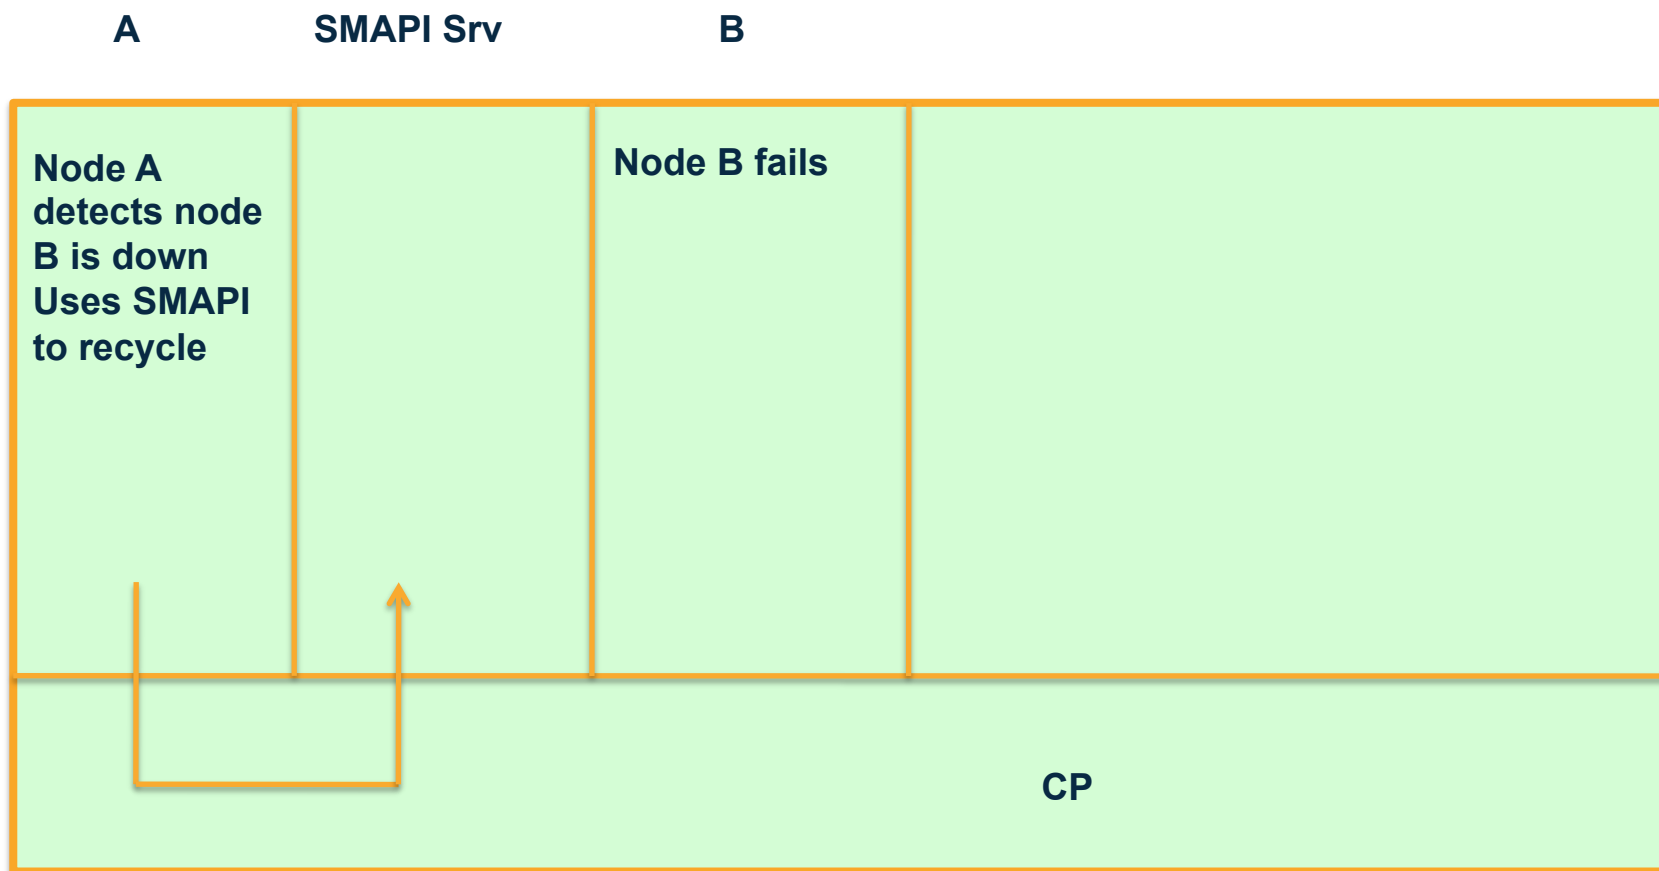 A SMAPI Srv B
Node A
detects node
B is down
Uses SMAPI
to recycle
Node B fails
CP